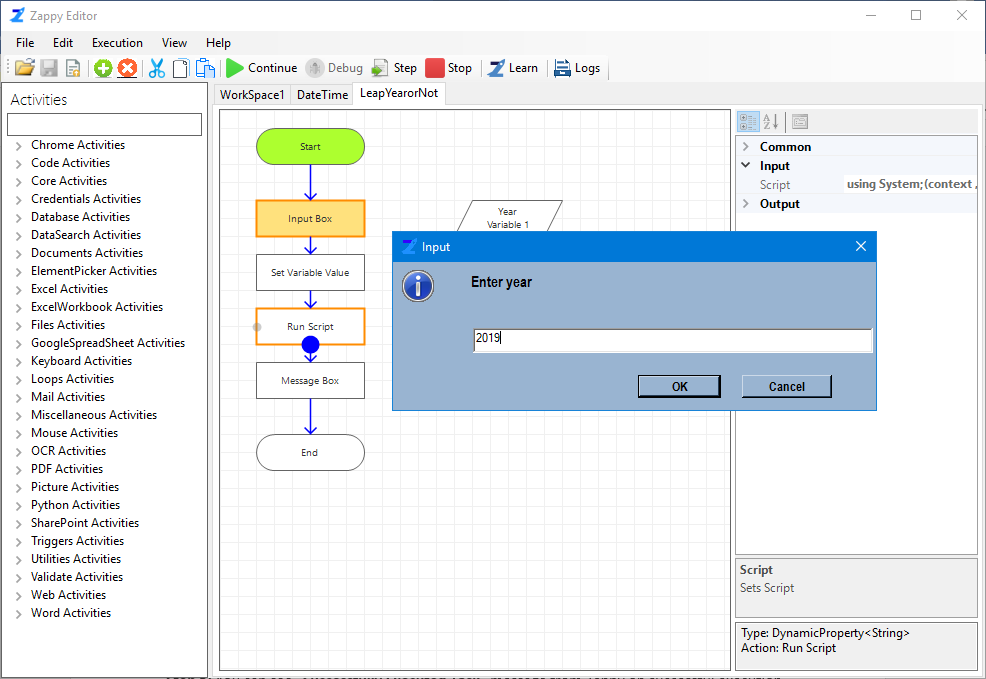 Zappy Editor
File Edit Execution View Help
Continue Debug Step Stop Learn Logs
Activities
WorkSpace1 DateTime LeapYearorNot
Chrome Activities
Code Activities
Core Activities
Credentials Activities
Database Activities
DataSearch Activities
Documents Activities
ElementPicker Activities
Excel Activities
ExcelWorkbook Activities
Files Activities
GoogleSpreadSheet Activities
Keyboard Activities
Loops Activities
Mail Activities
Miscellaneous Activities
Mouse Activities
OCR Activities
PDF Activities
Picture Activities
Python Activities
SharePoint Activities
Triggers Activities
Utilities Activities
Validate Activities
Web Activities
Word Activities
Start
Input Box
Set Variable Value
Run Script
Message Box
End
Year
Variable 1
Input
Enter year
2019
OK Cancel
Common
Input
Script using System;(context ,
Output
Script
Sets Script
Type: DynamicProperty<String>
Action: Run Script